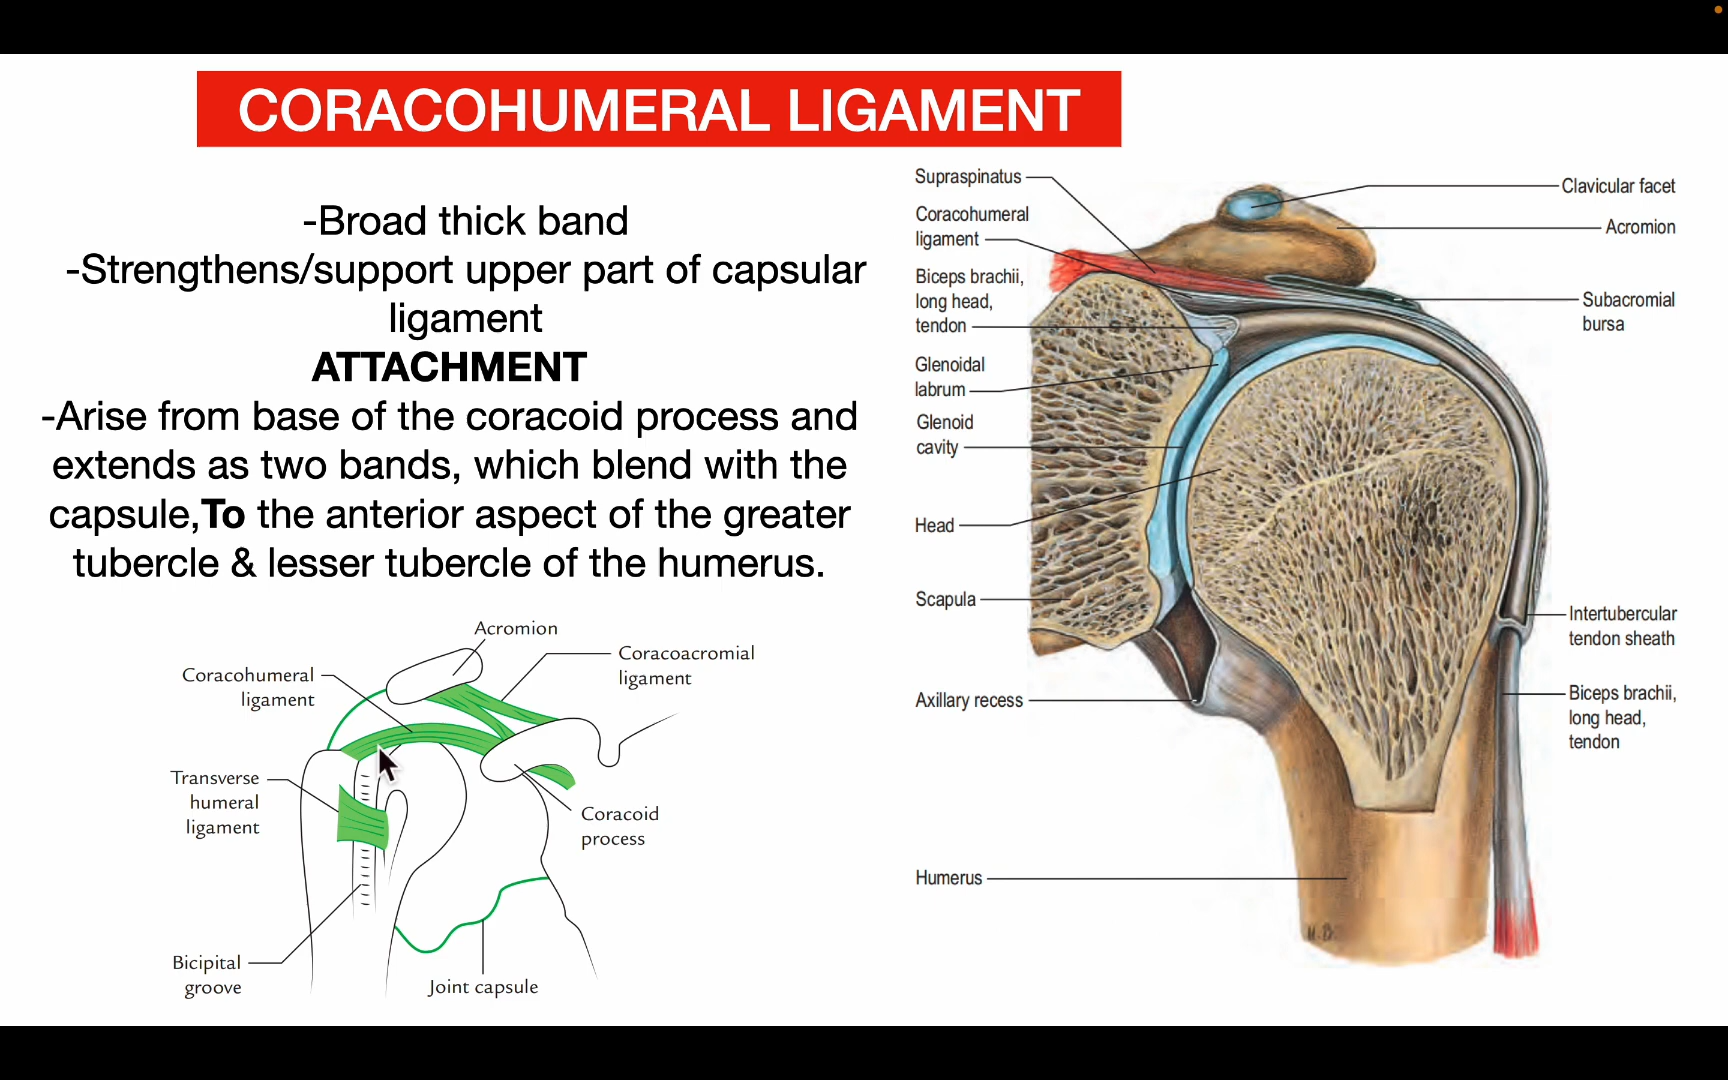 CORACOHUMERAL LIGAMENT
-Broad thick band
-Strengthens/support upper part of capsular
ligament
ATTACHMENT
-Arise from base of the coracoid process and
extends as two bands, which blend with the
capsule,To the anterior aspect of the greater
tubercle & lesser tubercle of the humerus.
Acromion
Coracohumeral
ligament
Coracoacromial
ligament
Transverse
humeral
ligament
Coracoid
process
Bicipital
groove
Joint capsule
Supraspinatus
Coracohumeral
ligament
Biceps brachii,
long head,
tendon
Glenoidal
labrum
Glenoid
cavity
Head
Scapula
Axillary recess
Humerus
Clavicular facet
Acromion
Subacromial
bursa
Intertubercular
tendon sheath
Biceps brachii,
long head,
tendon